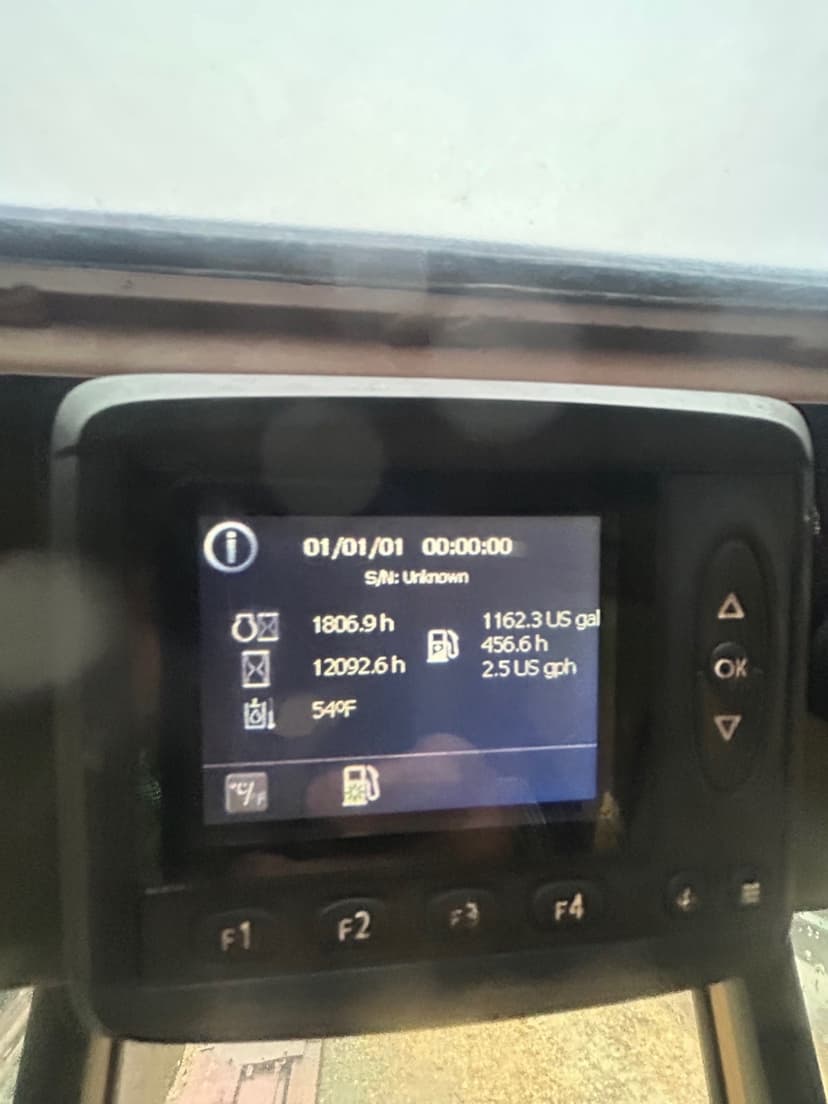 01/01/01 00:00:00
S/N: Unknown
1806.9 h
12092.6 h
54ºF
1162.3 US gal
456.6 h
2.5 US gph
°C/°F
OK
F1 F2 F3 F4